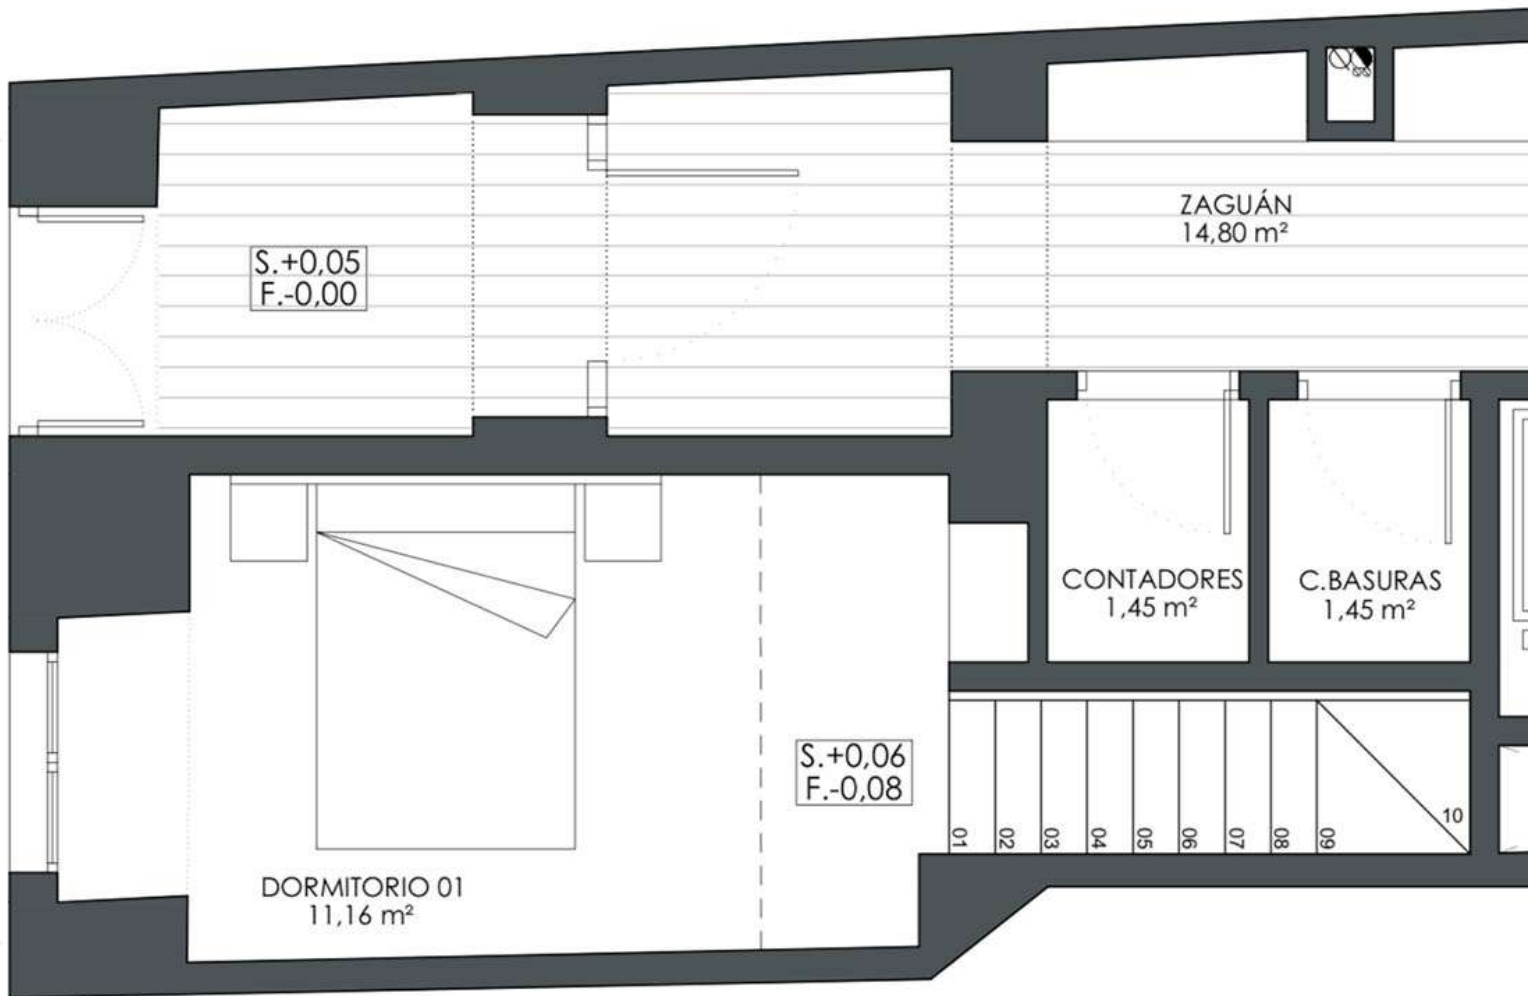 ZAGUÁN
14,80 m²
S.+0,05
F.-0,00
CONTADORES
1,45 m²
C.BASURAS
1,45 m²
S.+0,06
F.-0,08
01
02
03
04
05
06
07
08
09
10
DORMITORIO 01
11,16 m²